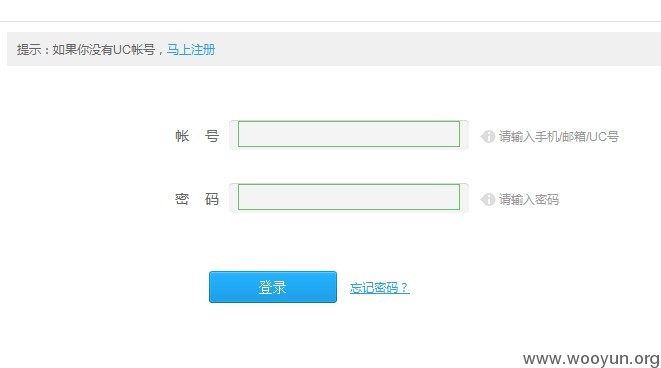 提示：如果你没有UC帐号，马上注册
帐 号 请输入手机/邮箱/UC号
密 码 请输入密码
登录 忘记密码？
www.wooyun.org